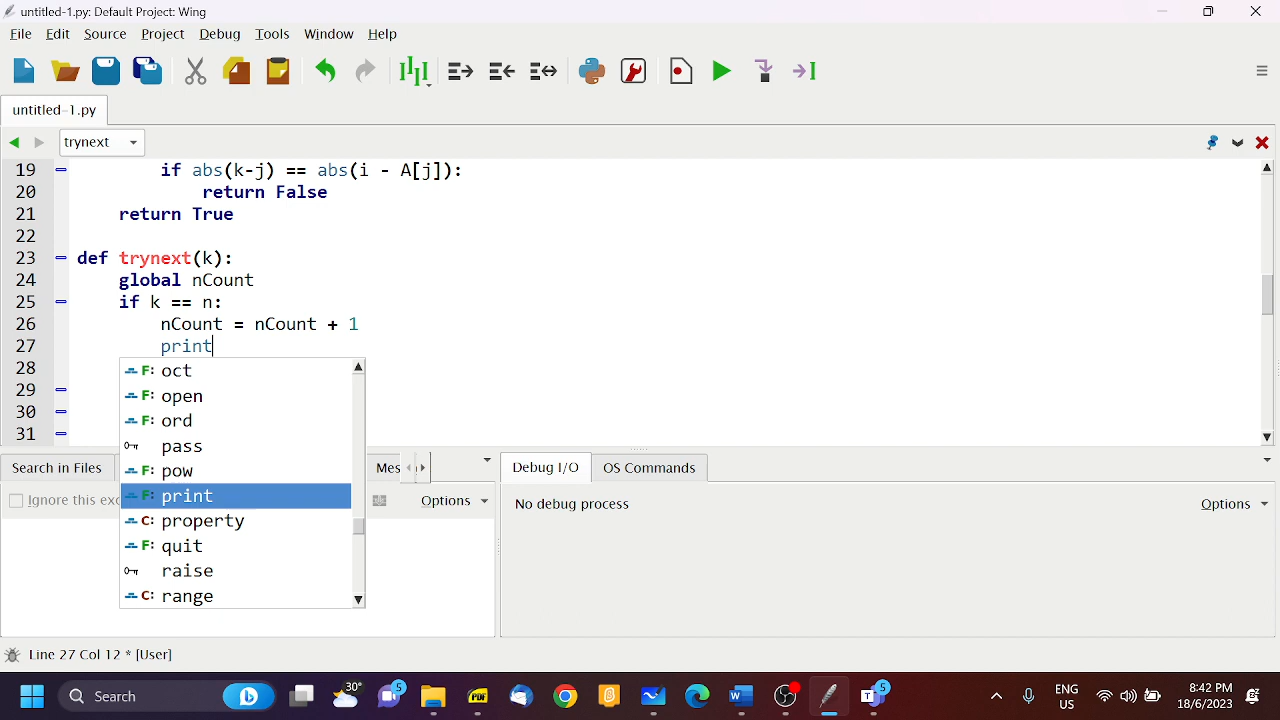 untitled-1.py: Default Project: Wing
File Edit Source Project Debug Tools Window Help
untitled-1.py
trynext
19 if abs(k-j) == abs(i - A[j]):
20 return False
21 return True
22
23 def trynext(k):
24 global nCount
25 if k == n:
26 nCount = nCount + 1
27 print
28
29
30
31
oct
open
ord
pass
pow
print
property
quit
raise
range
Search in Files
Debug I/O OS Commands
Options
No debug process Options
Line 27 Col 12 * [User]
Search
30°
5
PDF
5
ENG
US
8:42 PM
18/6/2023